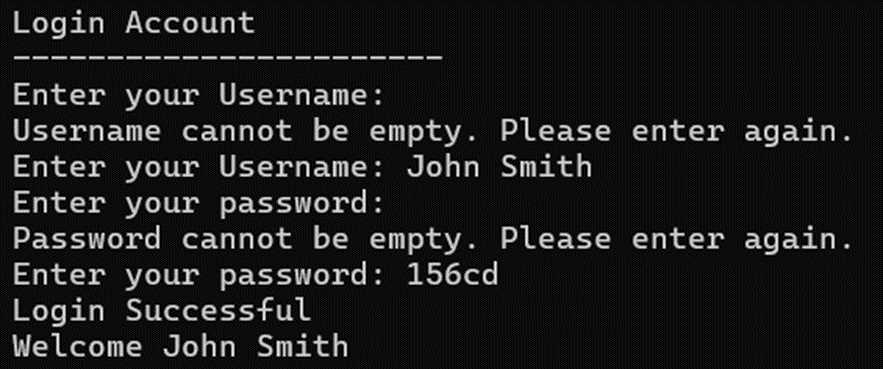 Login Account
-----------------------
Enter your Username:
Username cannot be empty. Please enter again.
Enter your Username: John Smith
Enter your password:
Password cannot be empty. Please enter again.
Enter your password: 156cd
Login Successful
Welcome John Smith